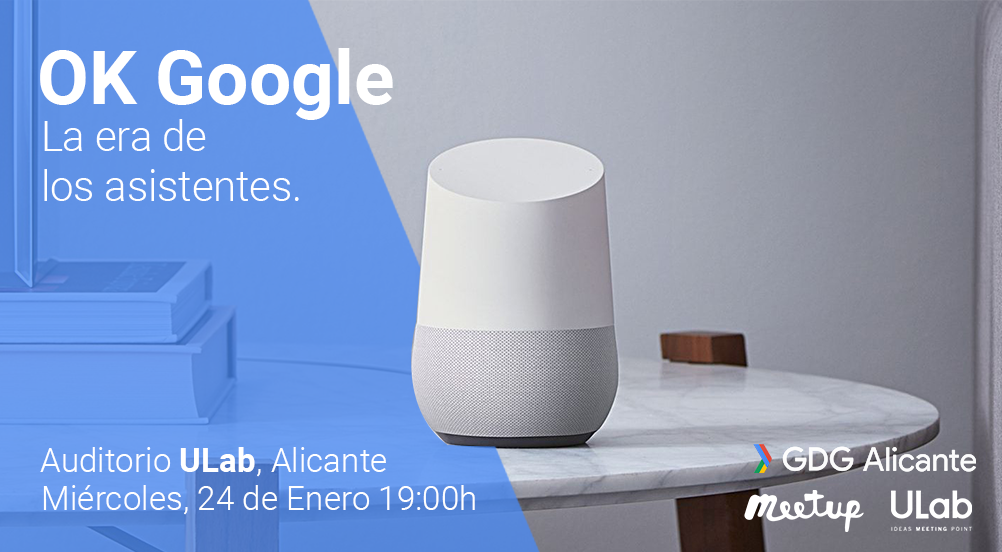 OK Google
La era de
los asistentes.
Auditorio ULab, Alicante
Miércoles, 24 de Enero 19:00h
GDG Alicante
meetup
ULab
IDEAS MEETING POINT